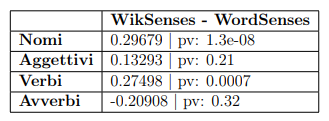 WikSenses - WordSenses
Nomi 0.29679 | pv: 1.3e-08
Aggettivi 0.13293 | pv: 0.21
Verbi 0.27498 | pv: 0.0007
Avverbi -0.20908 | pv: 0.32